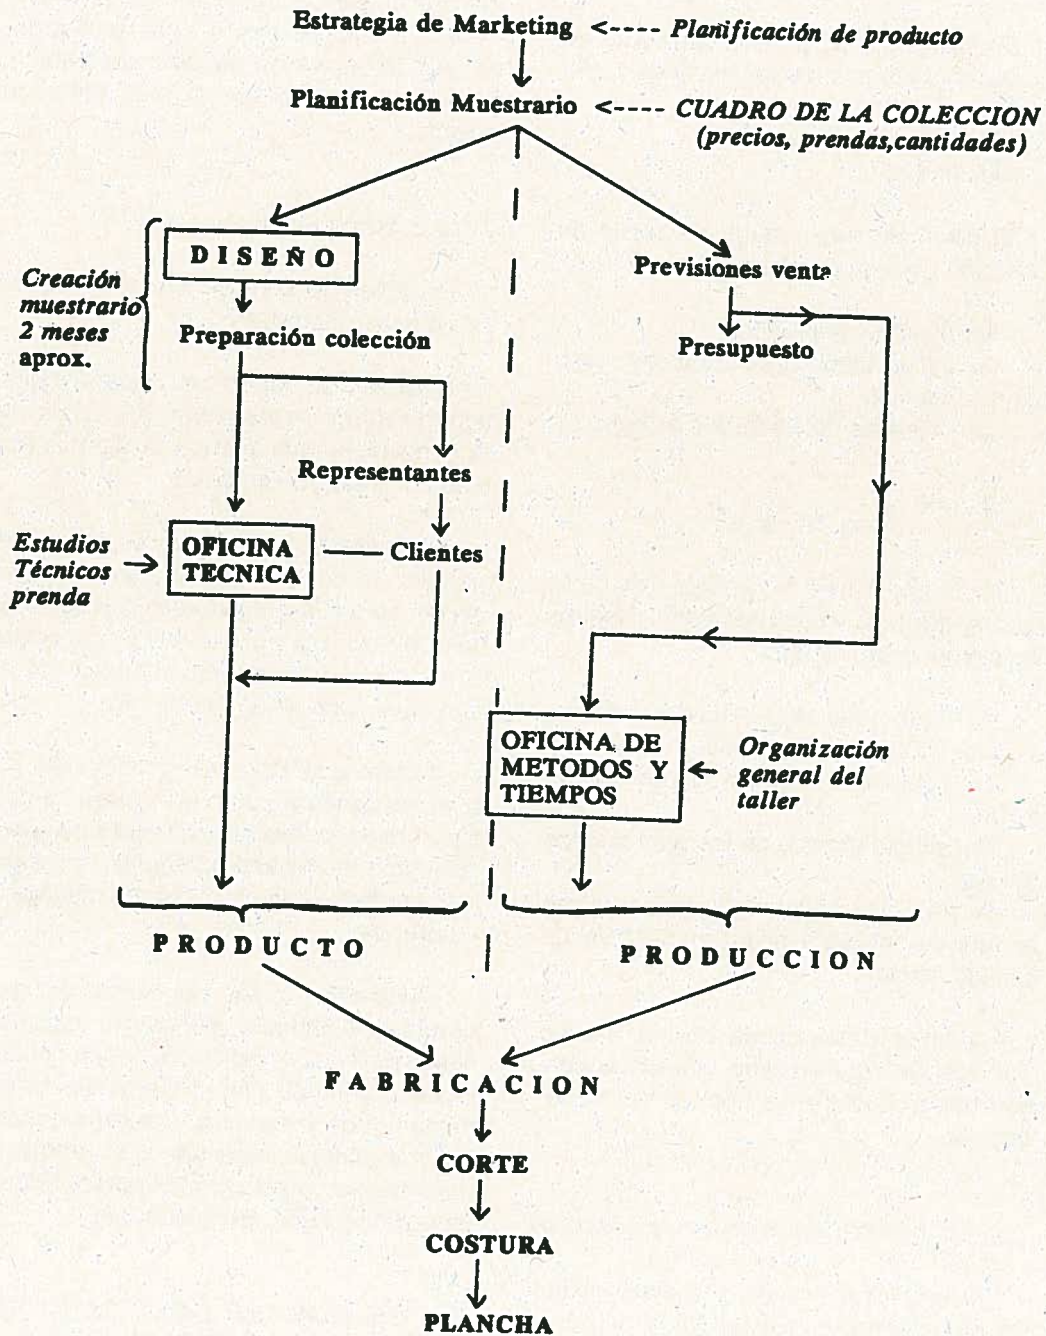 Estrategia de Marketing <---- Planificación de producto
Planificación Muestrario <---- CUADRO DE LA COLECCION
(precios, prendas,cantidades)
DISEÑO
Creación
muestrario
2 meses
aprox.
Preparación colección
Previsiones venta
Presupuesto
Representantes
Estudios
Técnicos
prenda
OFICINA
TECNICA
Clientes
OFICINA DE
METODOS Y
TIEMPOS
Organización
general del
taller
PRODUCTO
PRODUCCION
FABRICACION
CORTE
COSTURA
PLANCHA